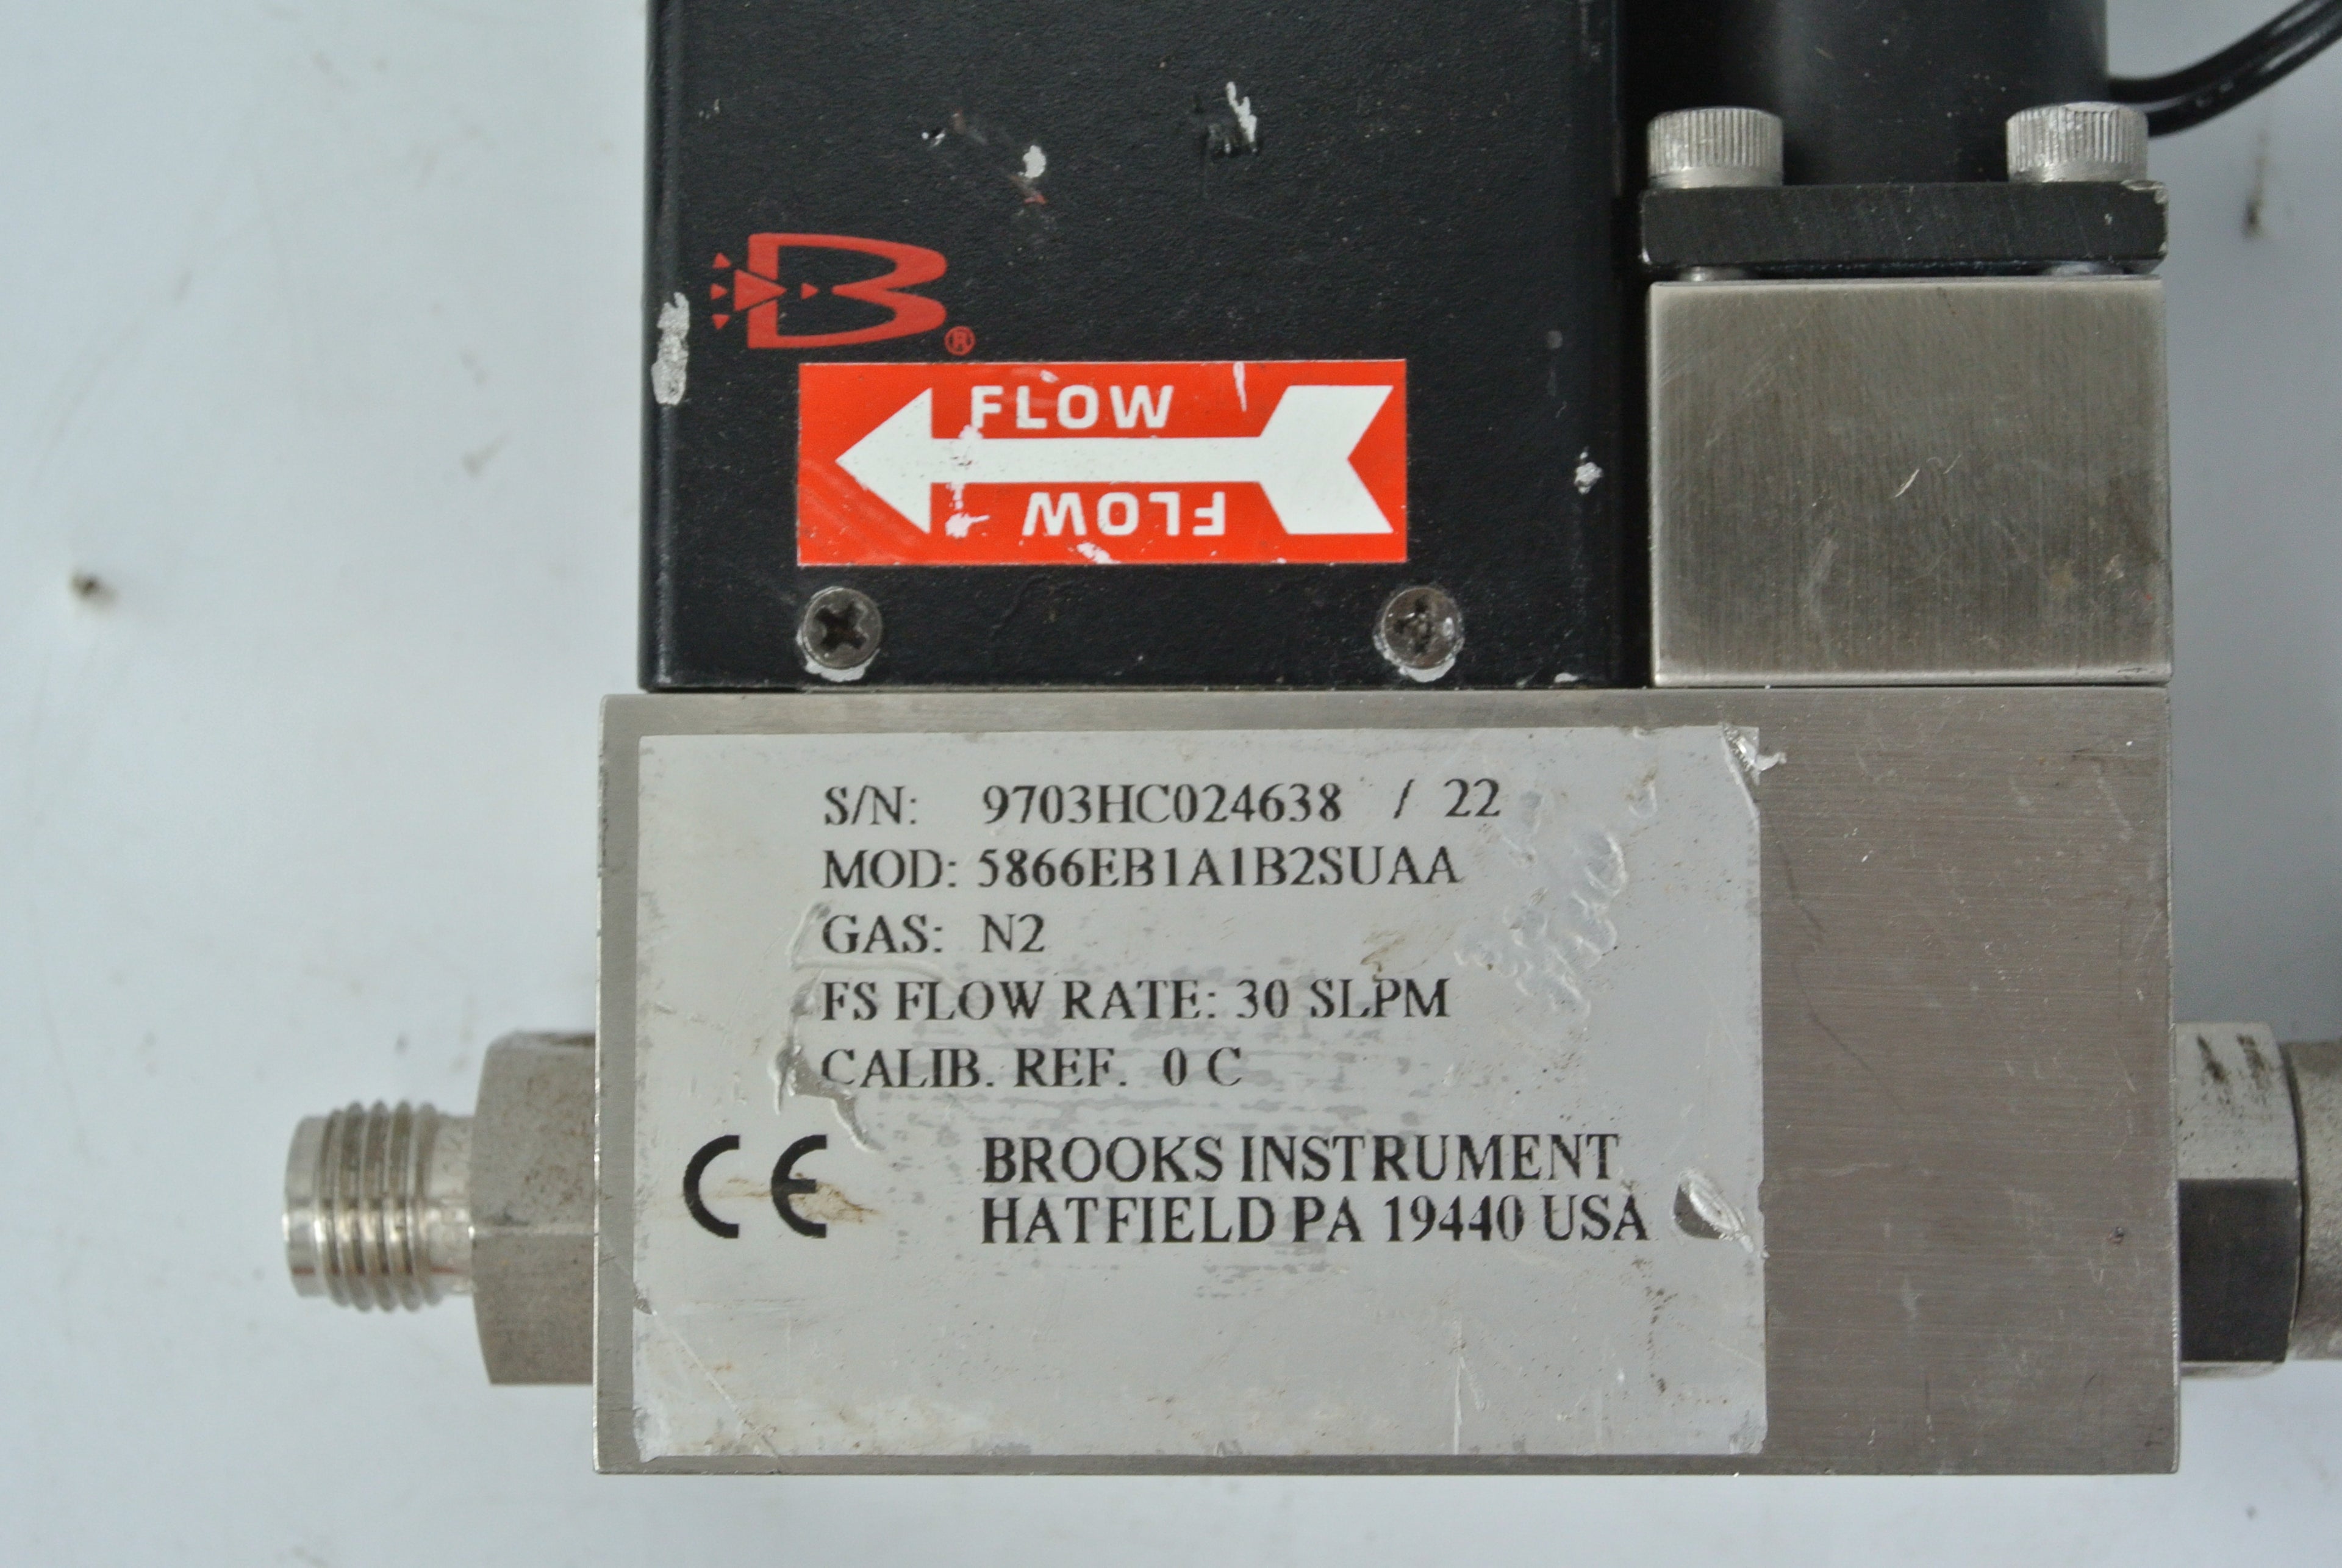 B®
FLOW
FLOW
S/N: 9703HC024638 / 22
MOD: 5866EB1A1B2SUAA
GAS: N2
FS FLOW RATE: 30 SLPM
CALIB. REF. 0 C
CE
BROOKS INSTRUMENT
HATFIELD PA 19440 USA